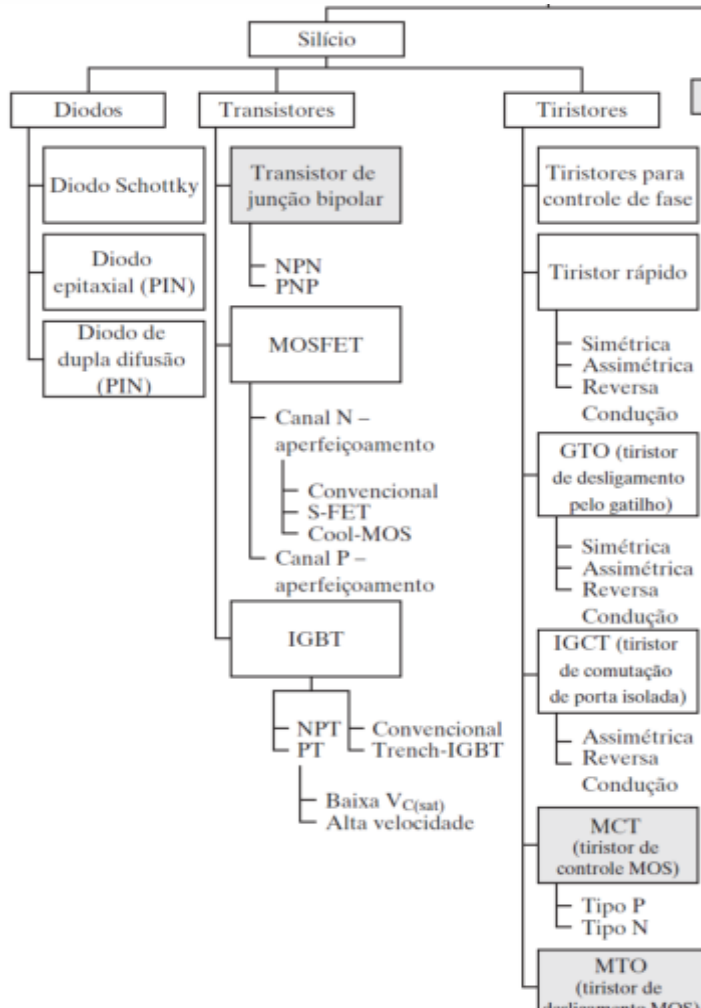 Silício
Diodos
Diodo Schottky
Diodo
epitaxial (PIN)
Diodo de
dupla difusão
(PIN)
Transistores
Transistor de
junção bipolar
NPN
PNP
MOSFET
Canal N –
aperfeiçoamento
Convencional
S-FET
Cool-MOS
Canal P –
aperfeiçoamento
IGBT
NPT
PT
Convencional
Trench-IGBT
Baixa VC(sat)
Alta velocidade
Tiristores
Tiristores para
controle de fase
Tiristor rápido
Simétrica
Assimétrica
Reversa
Condução
GTO (tiristor
de desligamento
pelo gatilho)
Simétrica
Assimétrica
Reversa
Condução
IGCT (tiristor
de comutação
de porta isolada)
Assimétrica
Reversa
Condução
MCT
(tiristor de
controle MOS)
Tipo P
Tipo N
MTO
(tiristor de
desligamento MOS)